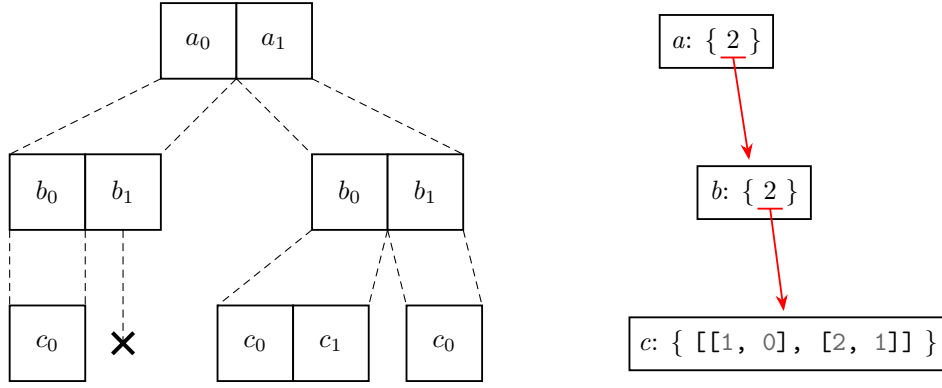 a₀ a₁
a: { 2 }
b₀ b₁ b₀ b₁
b: { 2 }
c₀ c₀ c₁ c₀
c: { [[1, 0], [2, 1]] }